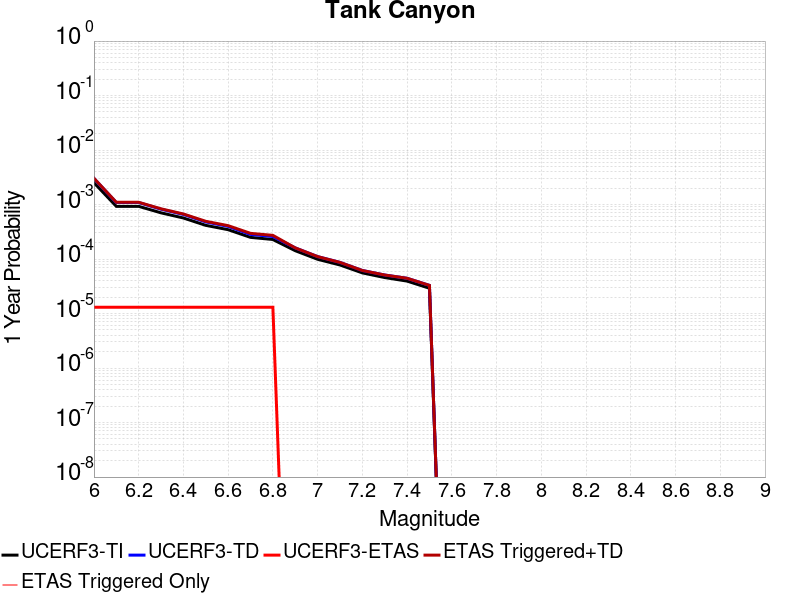 Tank Canyon
10^0
10^-1
10^-2
10^-3
10^-4
10^-5
10^-6
10^-7
10^-8
1 Year Probability
6 6.2 6.4 6.6 6.8 7 7.2 7.4 7.6 7.8 8 8.2 8.4 8.6 8.8 9
Magnitude
UCERF3-TI UCERF3-TD UCERF3-ETAS ETAS Triggered+TD
ETAS Triggered Only